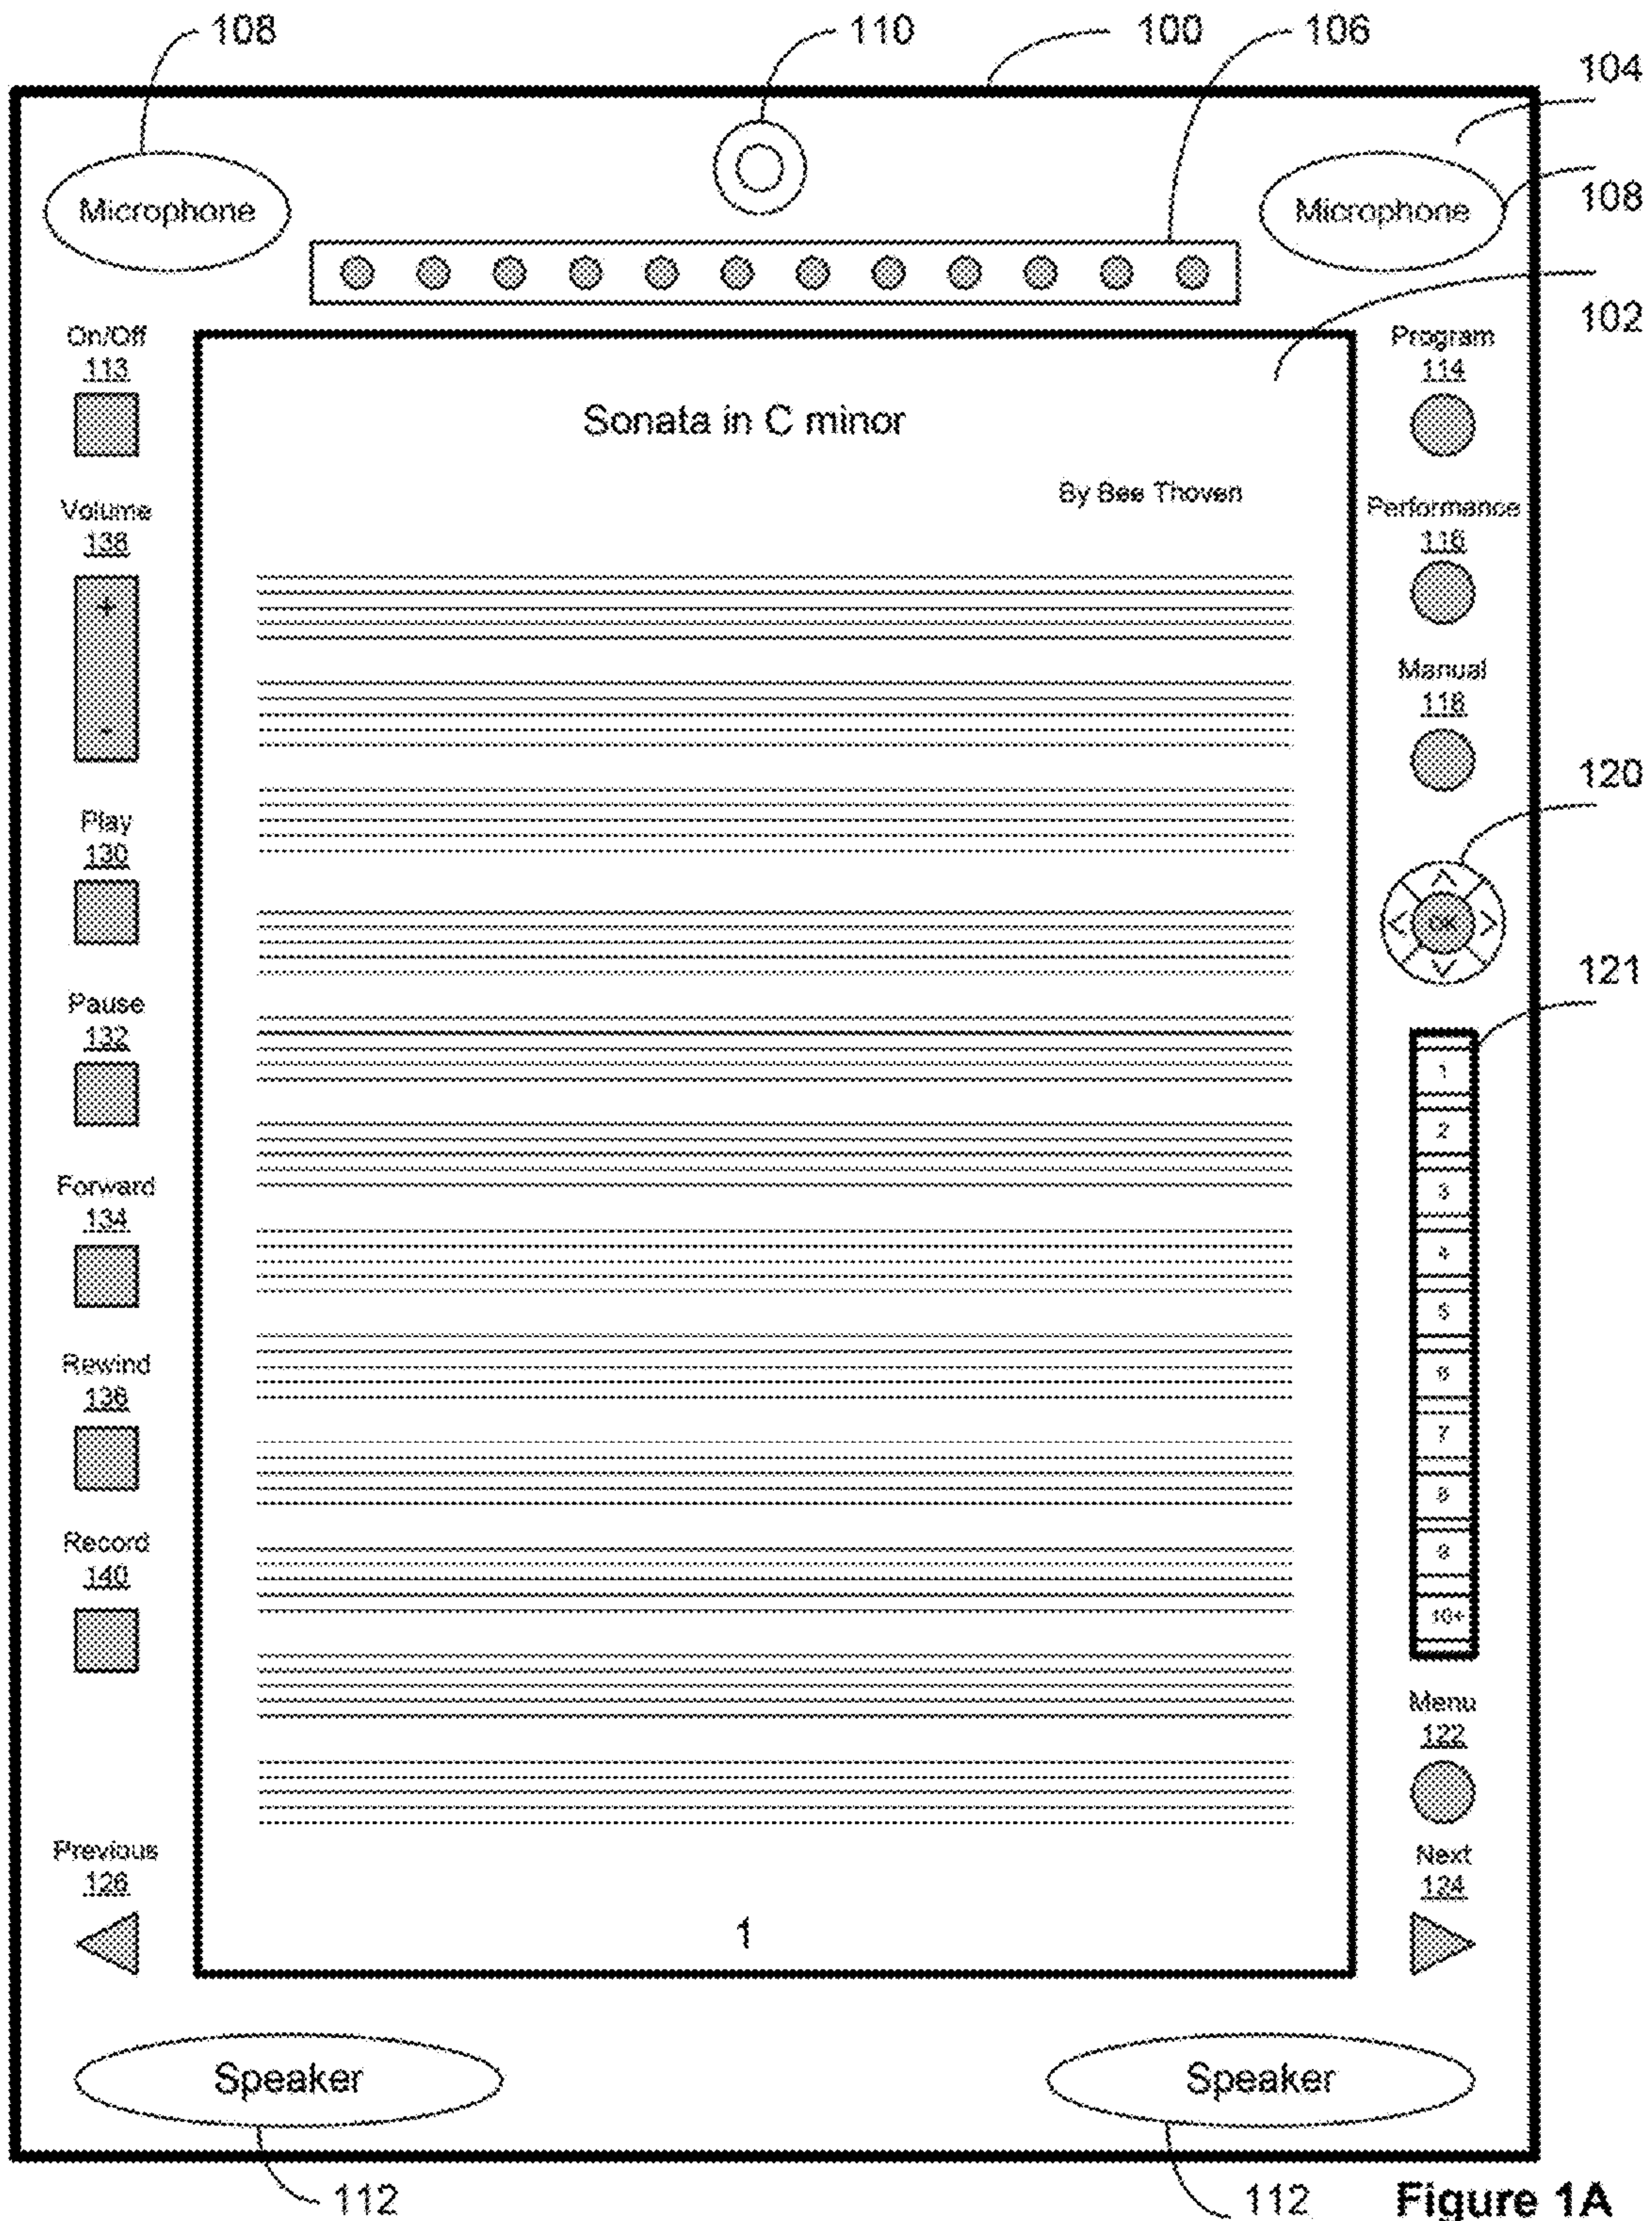 108
110
100
106
104
Microphone
Microphone
108
102
On/Off
113
Program
114
Sonata in C minor
By Bee Thoven
Volume
138
+
-
Performance
116
Manual
118
120
Play
130
OK
121
Pause
132
1
2
3
4
5
6
7
8
9
10+
Forward
134
Rewind
136
Record
140
Menu
122
Previous
126
Next
124
1
Speaker
Speaker
112
112
Figure 1A